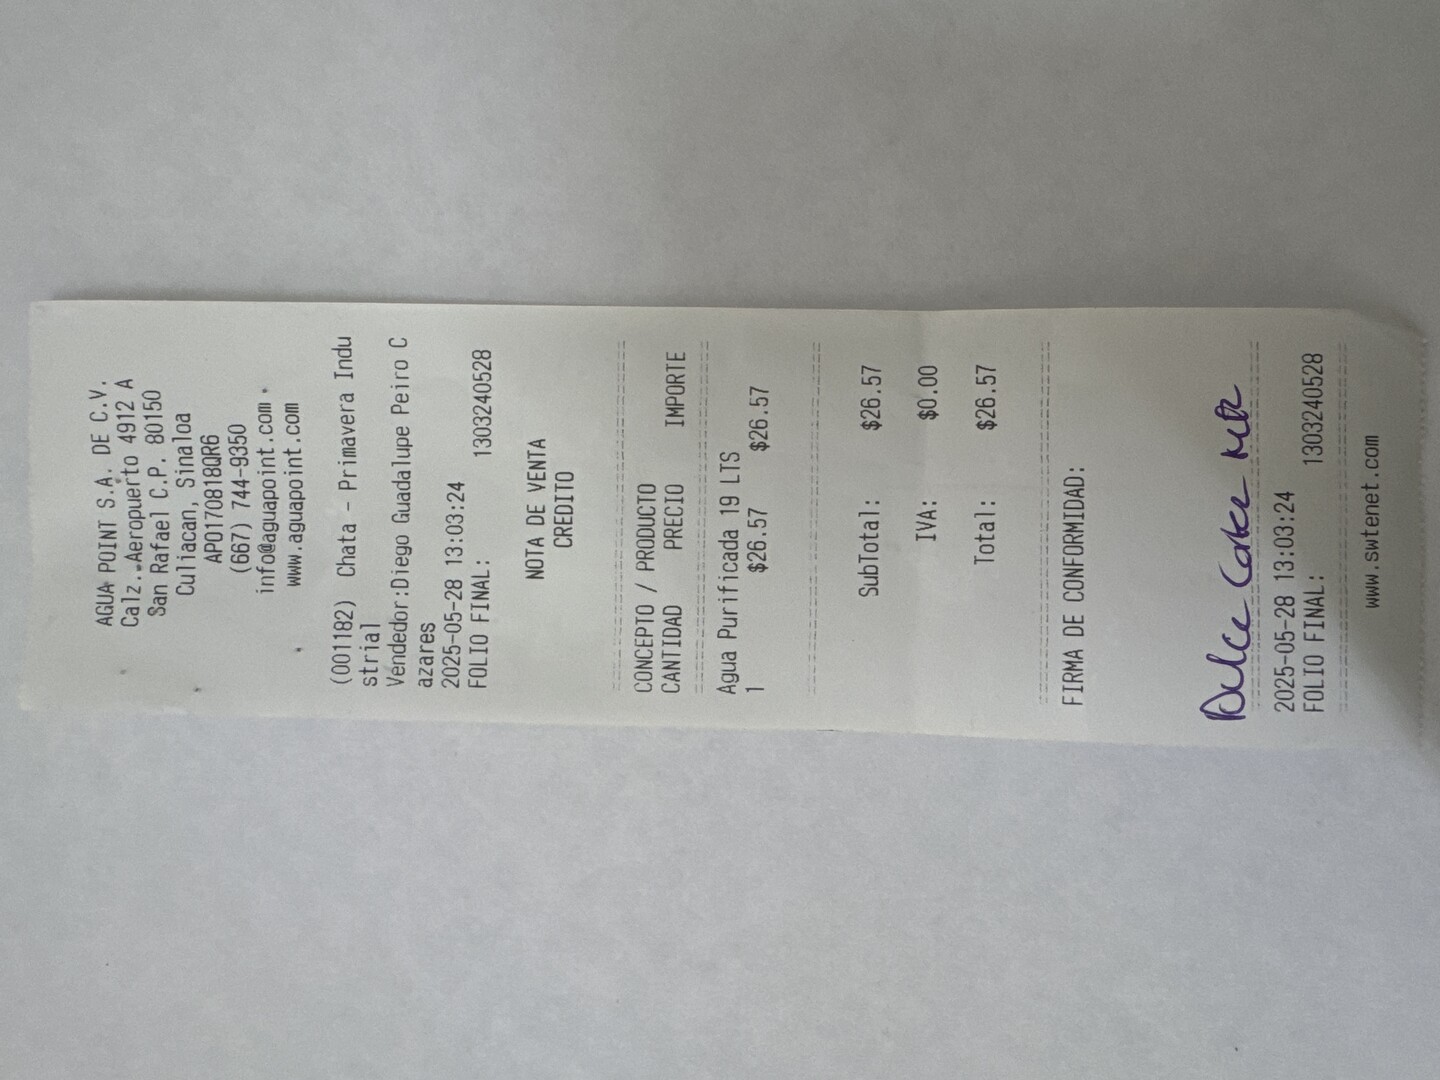 AGUA POINT S.A. DE C.V.
Calz. Aeropuerto 4912 A
San Rafael C.P. 80150
Culiacan, Sinaloa
APO170818QR6
(667) 744-9350
info@aguapoint.com
www.aguapoint.com
(001182) Chata - Primavera Indu
strial
Vendedor:Diego Guadalupe Peiro C
azares
2025-05-28 13:03:24
FOLIO FINAL: 1303240528
NOTA DE VENTA
CREDITO
CONCEPTO / PRODUCTO
CANTIDAD PRECIO IMPORTE
Agua Purificada 19 LTS
1 $26.57 $26.57
SubTotal: $26.57
IVA: $0.00
Total: $26.57
FIRMA DE CONFORMIDAD:
2025-05-28 13:03:24
FOLIO FINAL: 1303240528
www.swtenet.com